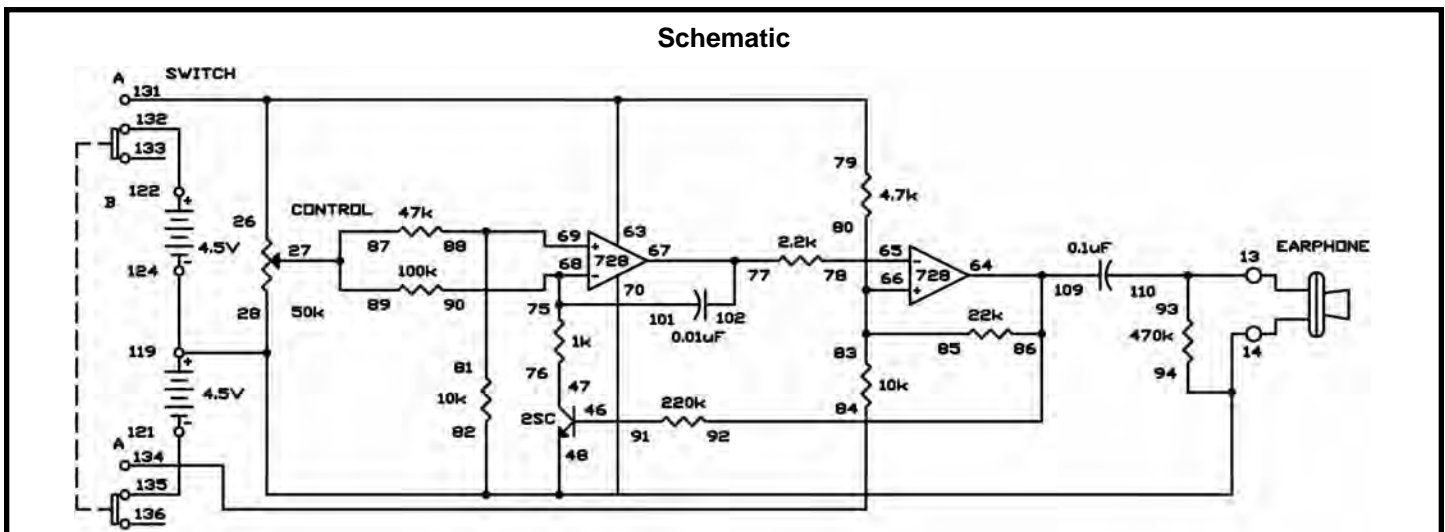 Schematic
A SWITCH
131
132
133
122
+
B
4.5V
-
124
26
CONTROL
27
28
50k
119
+
4.5V
-
121
A
134
135
136
47k
87 88
100k
89 90
69 + 63
67
68 - 728
70
75
101 102
0.01uF
1k
76
81
10k
82
47
46
2SC
48
220k
91 92
79
4.7k
80
2.2k
77 78
65 -
64
66 + 728
22k
83 85 86
10k
84
0.1uF
109 110
93
470k
94
13
EARPHONE
14